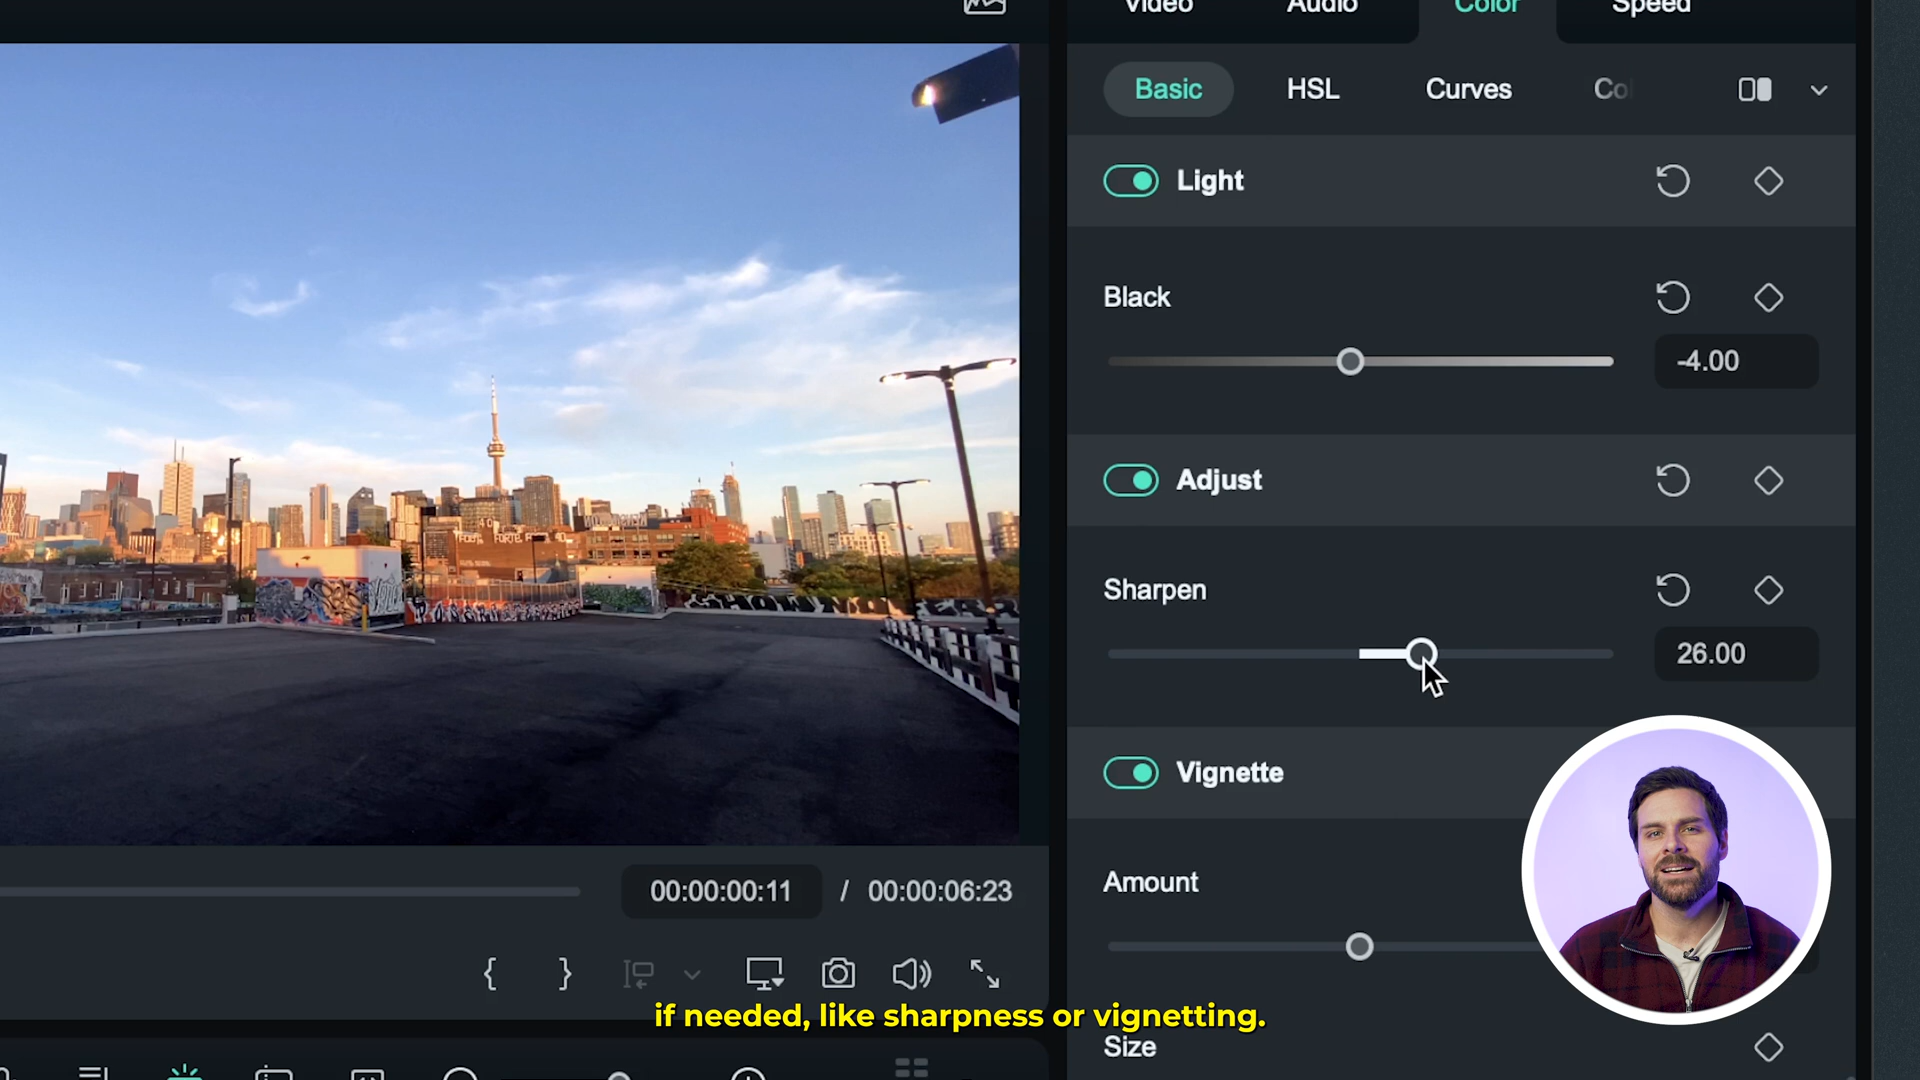 Video Audio Color Speed
Basic HSL Curves Col
Light
Black
-4.00
Adjust
Sharpen
26.00
Vignette
Amount
Size
00:00:00:11 / 00:00:06:23
if needed, like sharpness or vignetting.